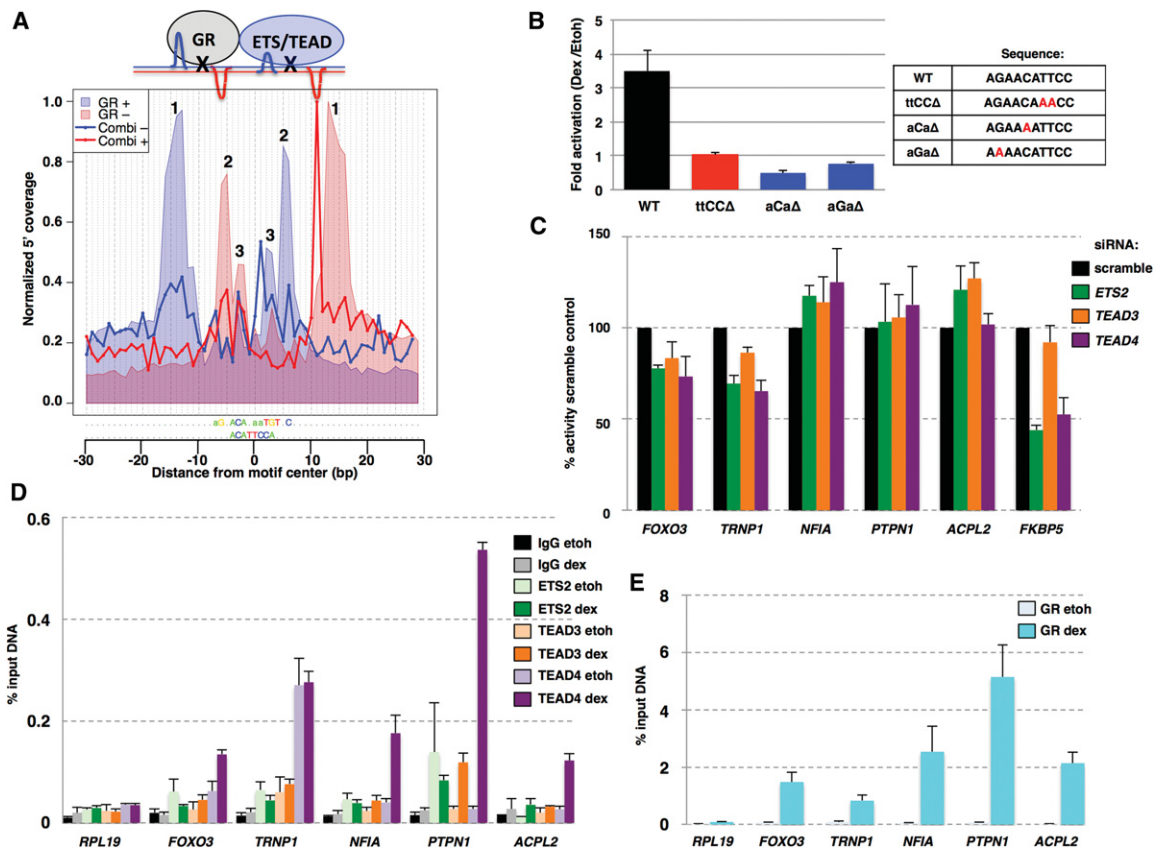 A
GR
ETS/TEAD
X
X
Normalized 5' coverage
1.0
0.8
0.6
0.4
0.2
0.0
GR +
GR −
Combi −
Combi +
1
2
3
3
2
1
aG.ACA.aaTGT.C
.ACATTCCA.
-30
-20
-10
0
10
20
30
Distance from motif center (bp)
B
Fold activation (Dex /Etoh)
5
4
3
2
1
0
WT
ttCCΔ
aCaΔ
aGaΔ
Sequence:
WT AGAACATTCC
ttCCΔ AGAACAAACC
aCaΔ AGAAAATTCC
aGaΔ AAAACATTCC
C
% activity scramble control
150
100
50
0
FOXO3
TRNP1
NFIA
PTPN1
ACPL2
FKBP5
siRNA:
scramble
ETS2
TEAD3
TEAD4
D
% input DNA
0.6
0.4
0.2
0
IgG etoh
IgG dex
ETS2 etoh
ETS2 dex
TEAD3 etoh
TEAD3 dex
TEAD4 etoh
TEAD4 dex
RPL19
FOXO3
TRNP1
NFIA
PTPN1
ACPL2
E
% input DNA
8
6
4
2
0
GR etoh
GR dex
RPL19
FOXO3
TRNP1
NFIA
PTPN1
ACPL2